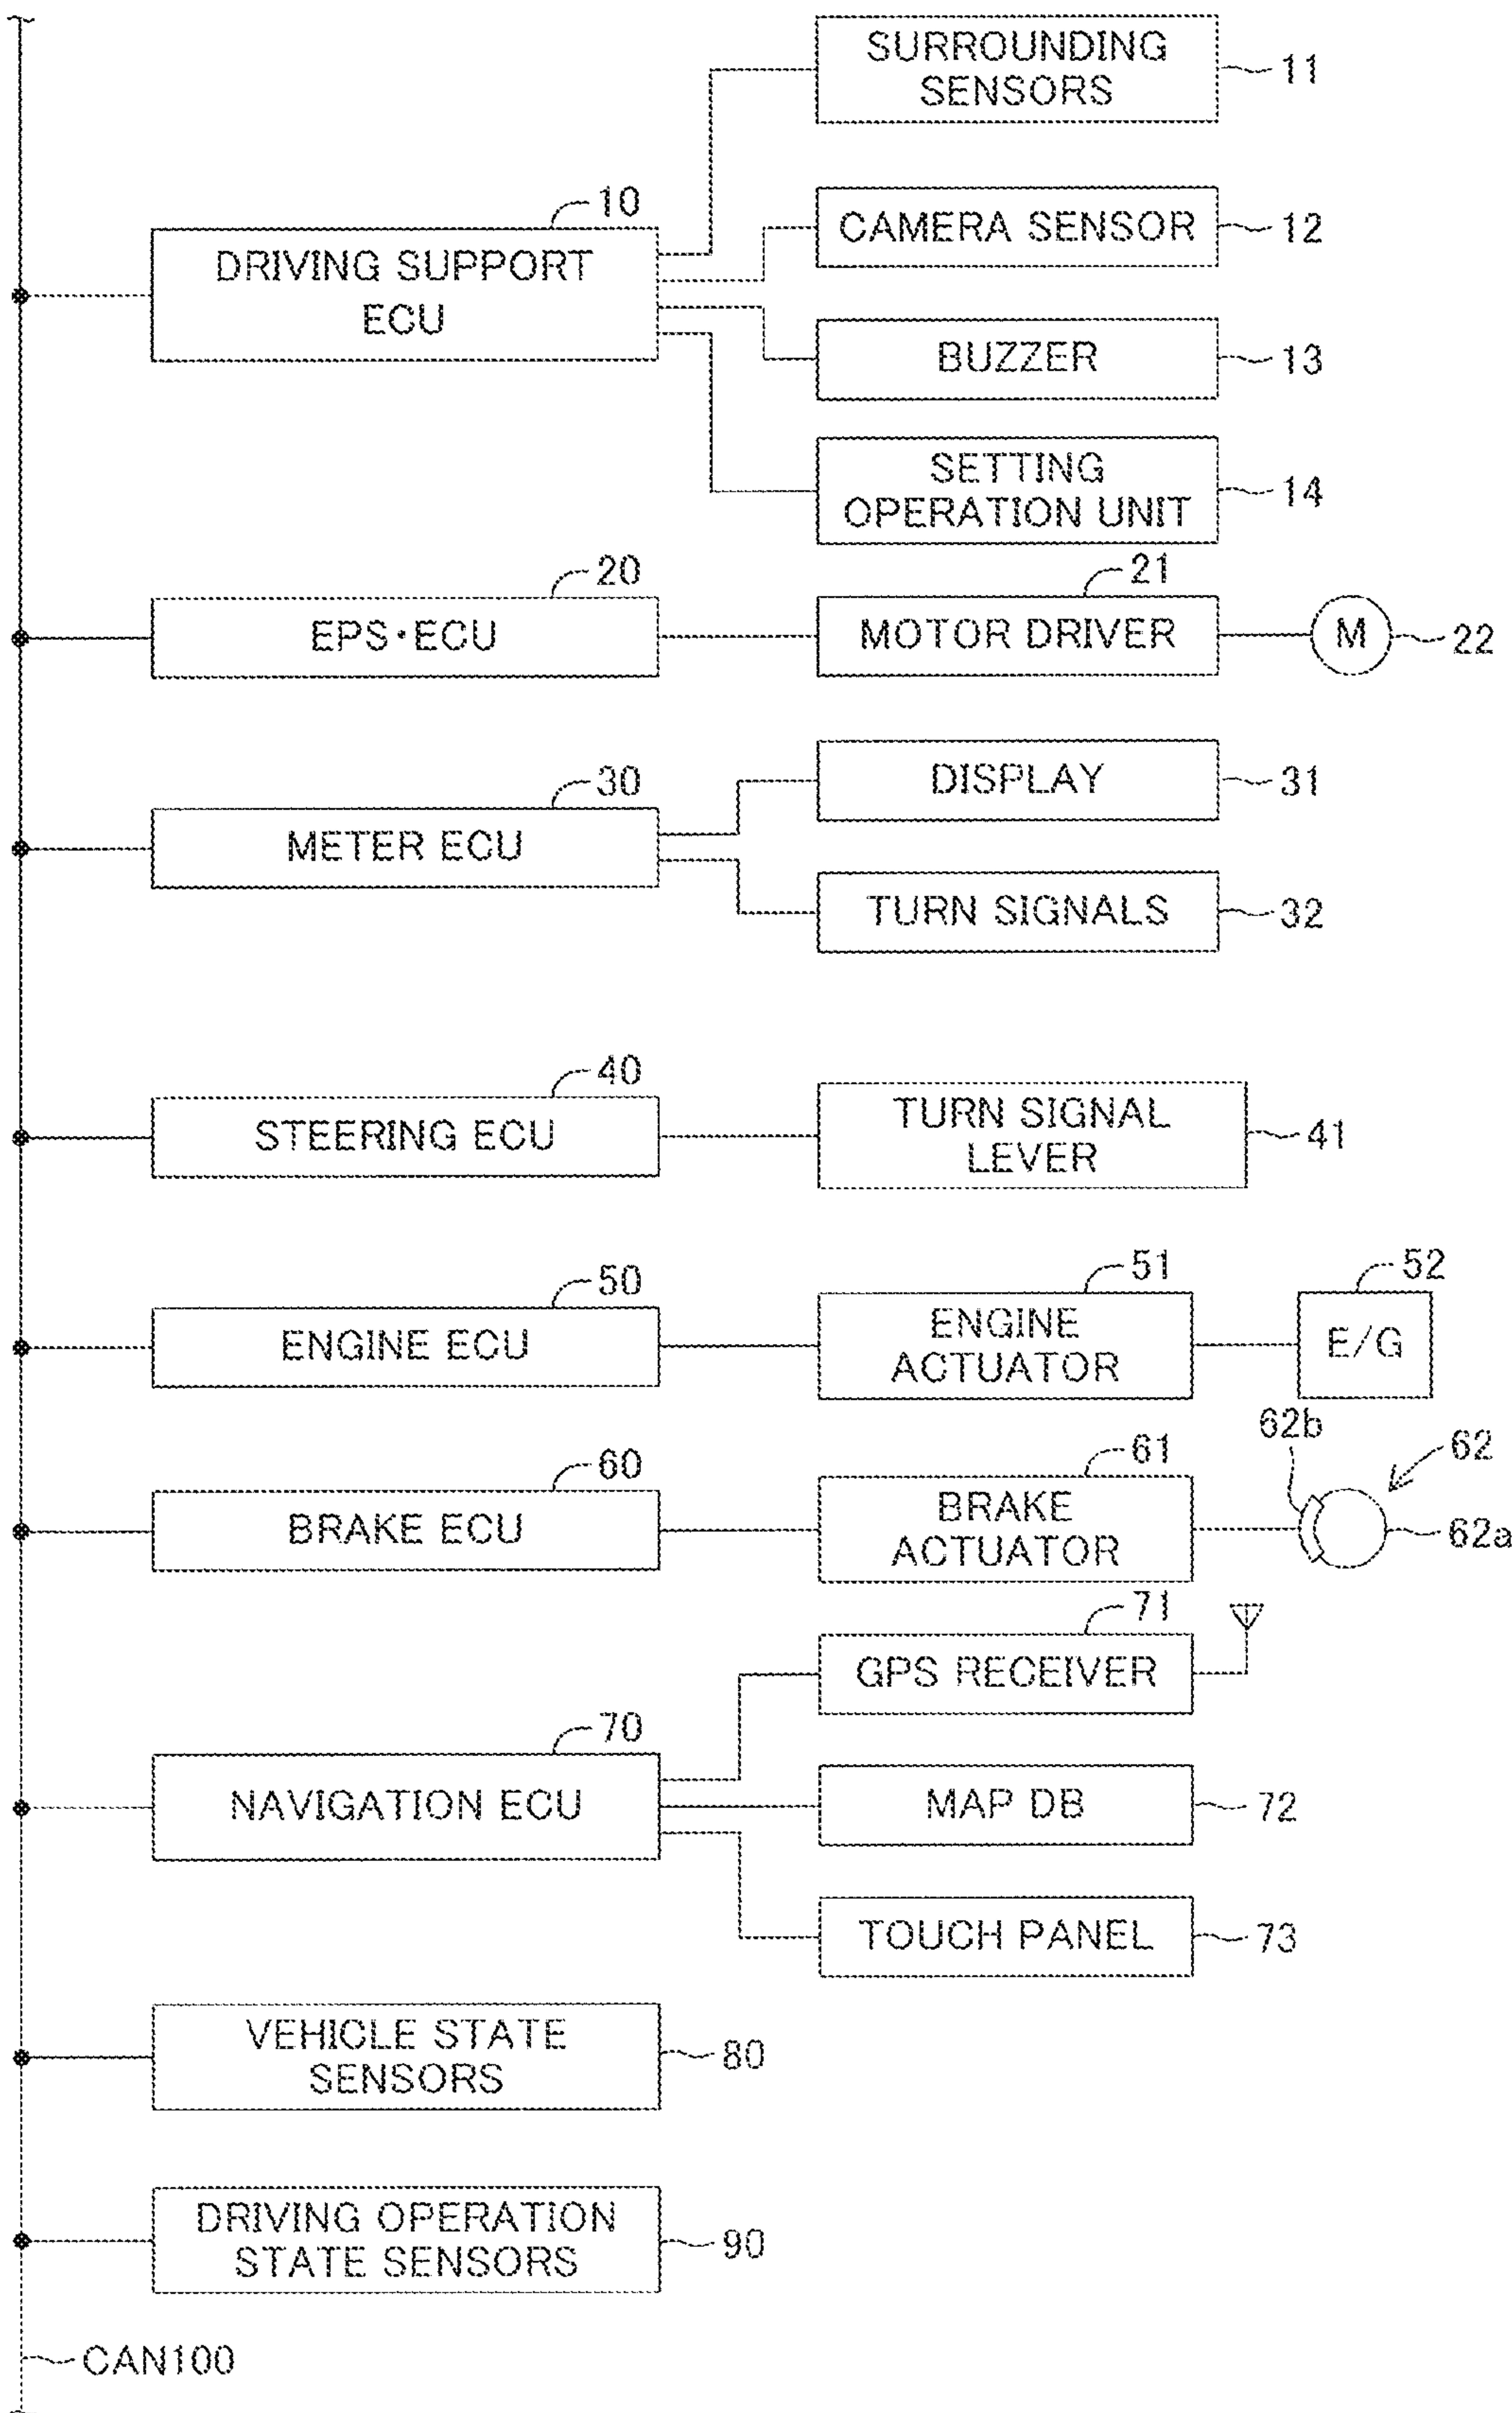 SURROUNDING
SENSORS
11
10
DRIVING SUPPORT
ECU
CAMERA SENSOR
12
BUZZER
13
SETTING
OPERATION UNIT
14
20
EPS・ECU
21
MOTOR DRIVER
M
22
30
METER ECU
DISPLAY
31
TURN SIGNALS
32
40
STEERING ECU
TURN SIGNAL
LEVER
41
50
ENGINE ECU
51
ENGINE
ACTUATOR
52
E/G
60
BRAKE ECU
61
BRAKE
ACTUATOR
62b
62
62a
70
NAVIGATION ECU
71
GPS RECEIVER
MAP DB
72
TOUCH PANEL
73
VEHICLE STATE
SENSORS
80
DRIVING OPERATION
STATE SENSORS
90
CAN100